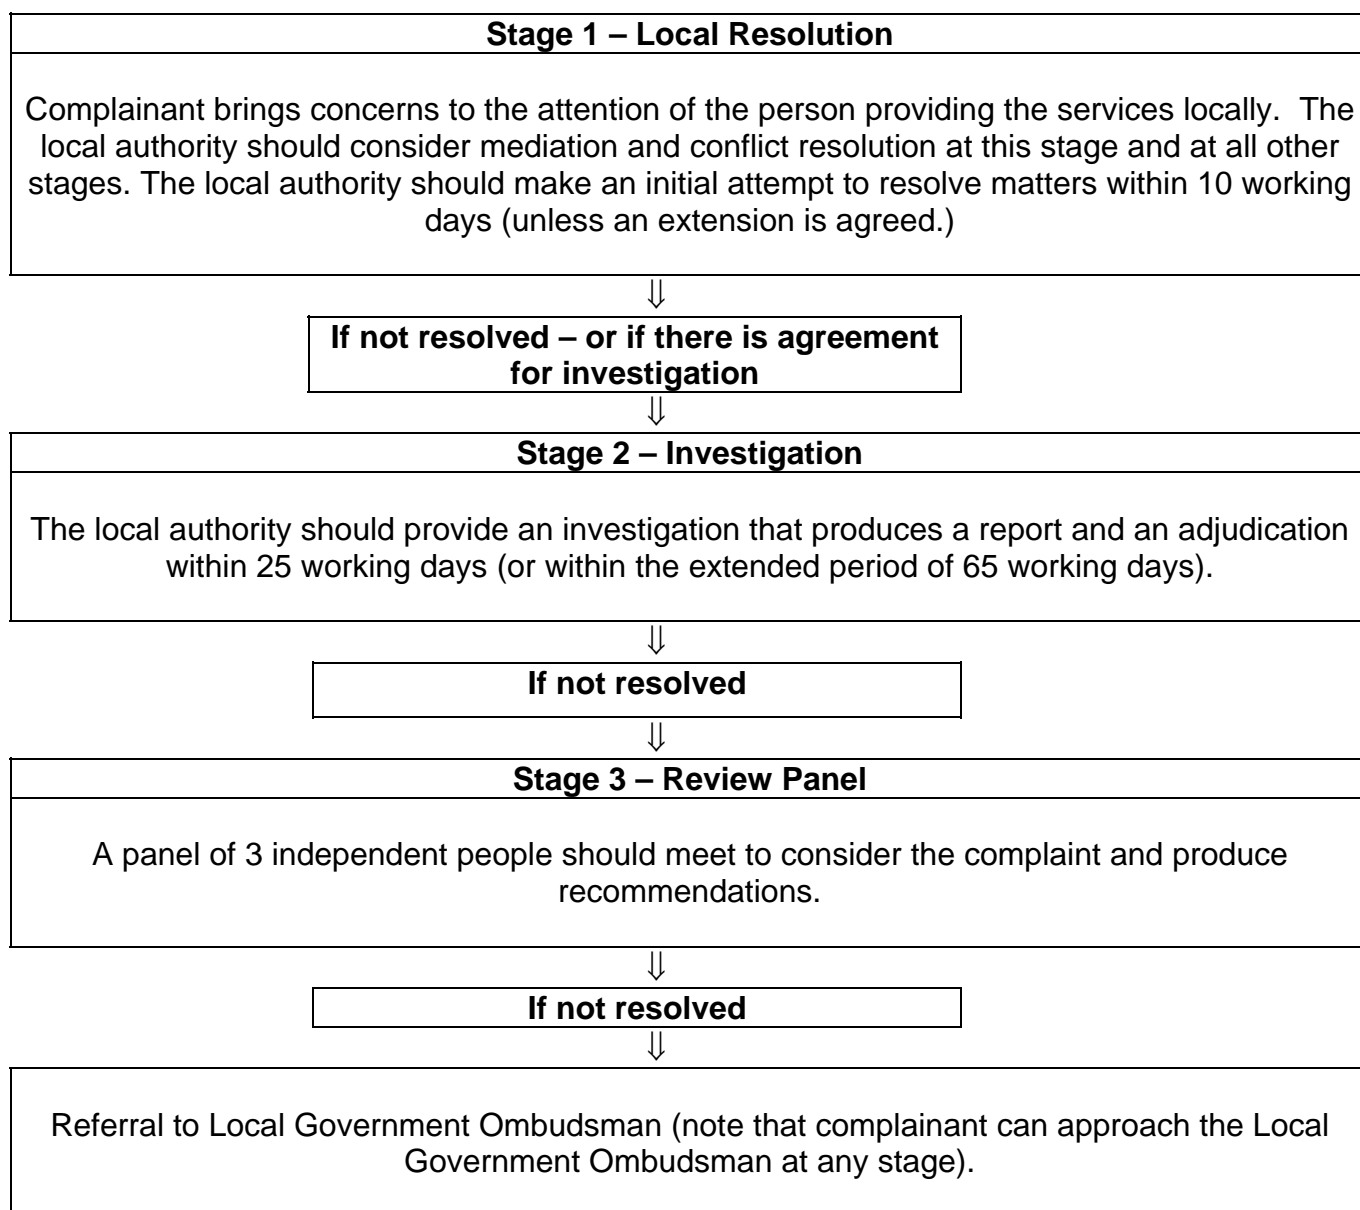 Stage 1 – Local Resolution
Complainant brings concerns to the attention of the person providing the services locally.  The
local authority should consider mediation and conflict resolution at this stage and at all other
stages. The local authority should make an initial attempt to resolve matters within 10 working
days (unless an extension is agreed.)
⇓
If not resolved – or if there is agreement
for investigation
⇓
Stage 2 – Investigation
The local authority should provide an investigation that produces a report and an adjudication
within 25 working days (or within the extended period of 65 working days).
⇓
If not resolved
⇓
Stage 3 – Review Panel
A panel of 3 independent people should meet to consider the complaint and produce
recommendations.
⇓
If not resolved
⇓
Referral to Local Government Ombudsman (note that complainant can approach the Local
Government Ombudsman at any stage).